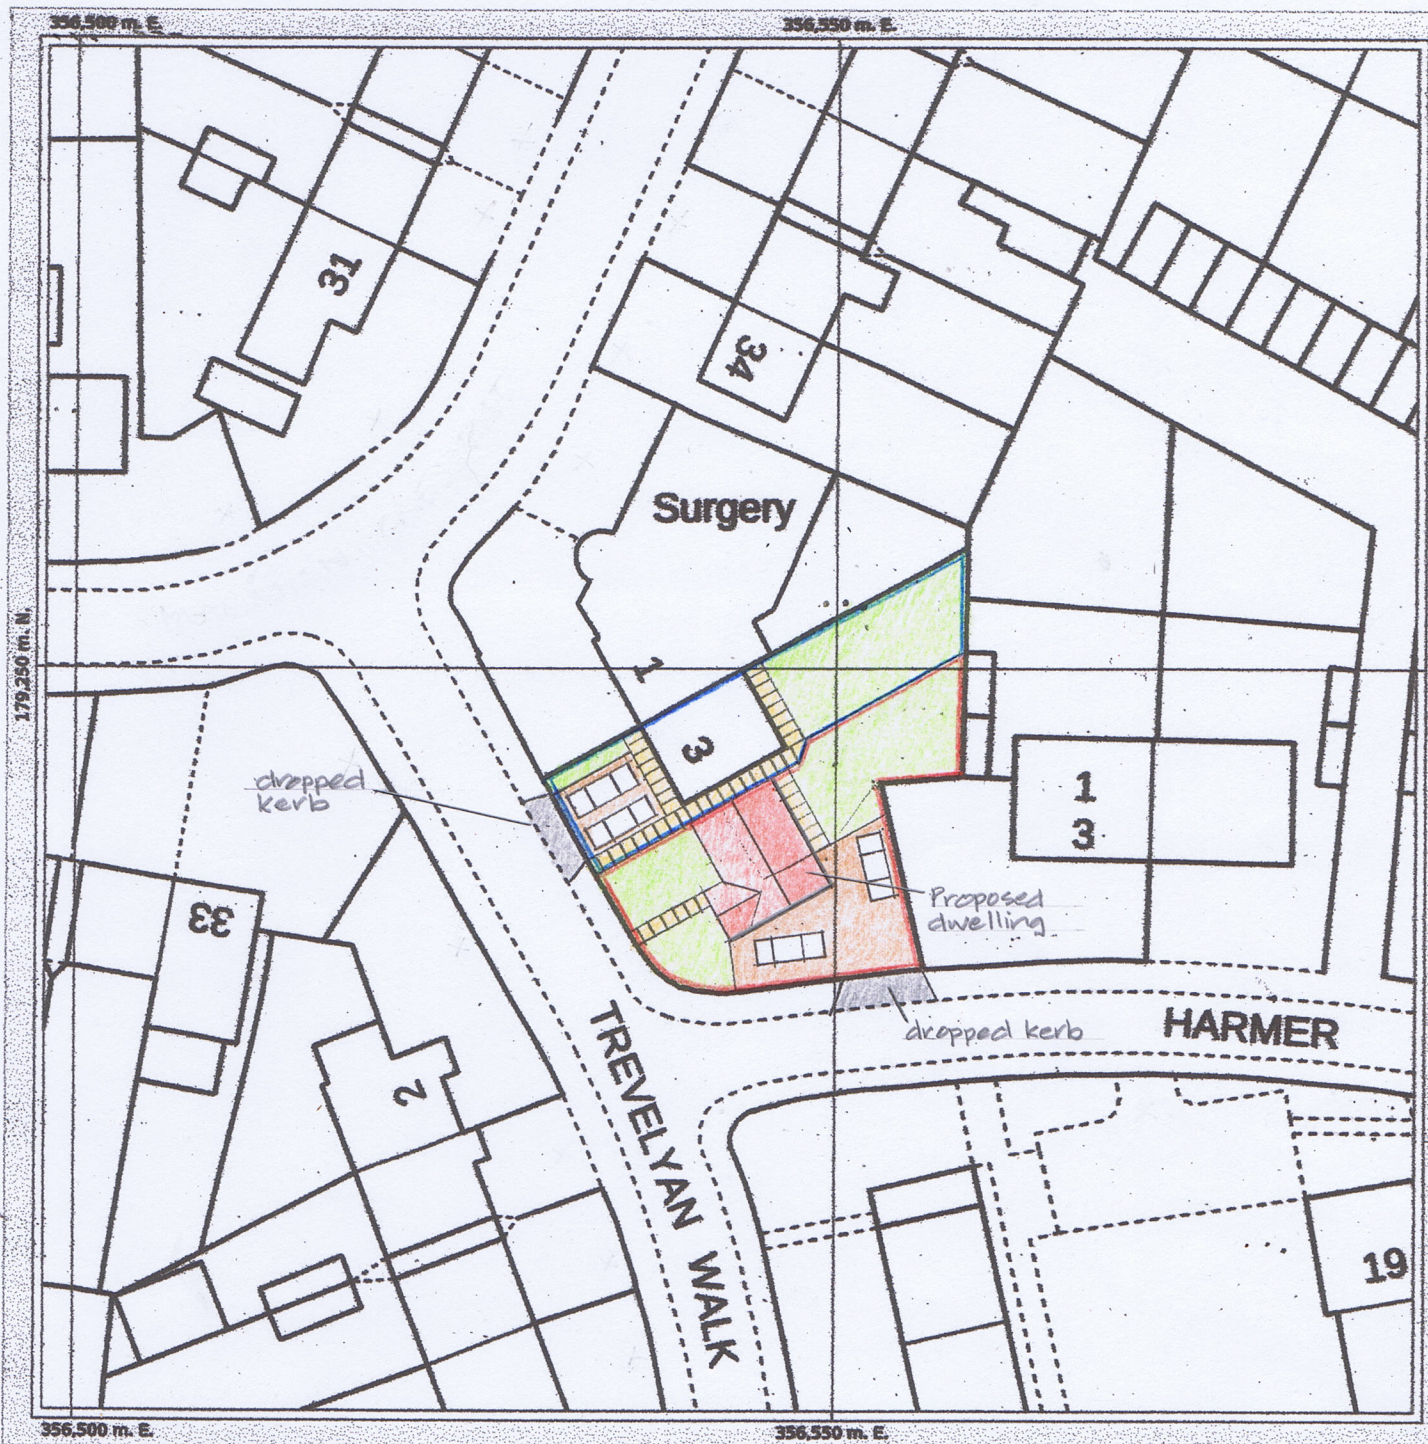 356,500 m. E.
356,550 m. E.
31
34
Surgery
179,250 m. N.
1
3
dropped
kerb
1
3
33
Proposed
dwelling
dropped kerb
HARMER
2
TREVELYAN WALK
19
356,500 m. E.
356,550 m. E.